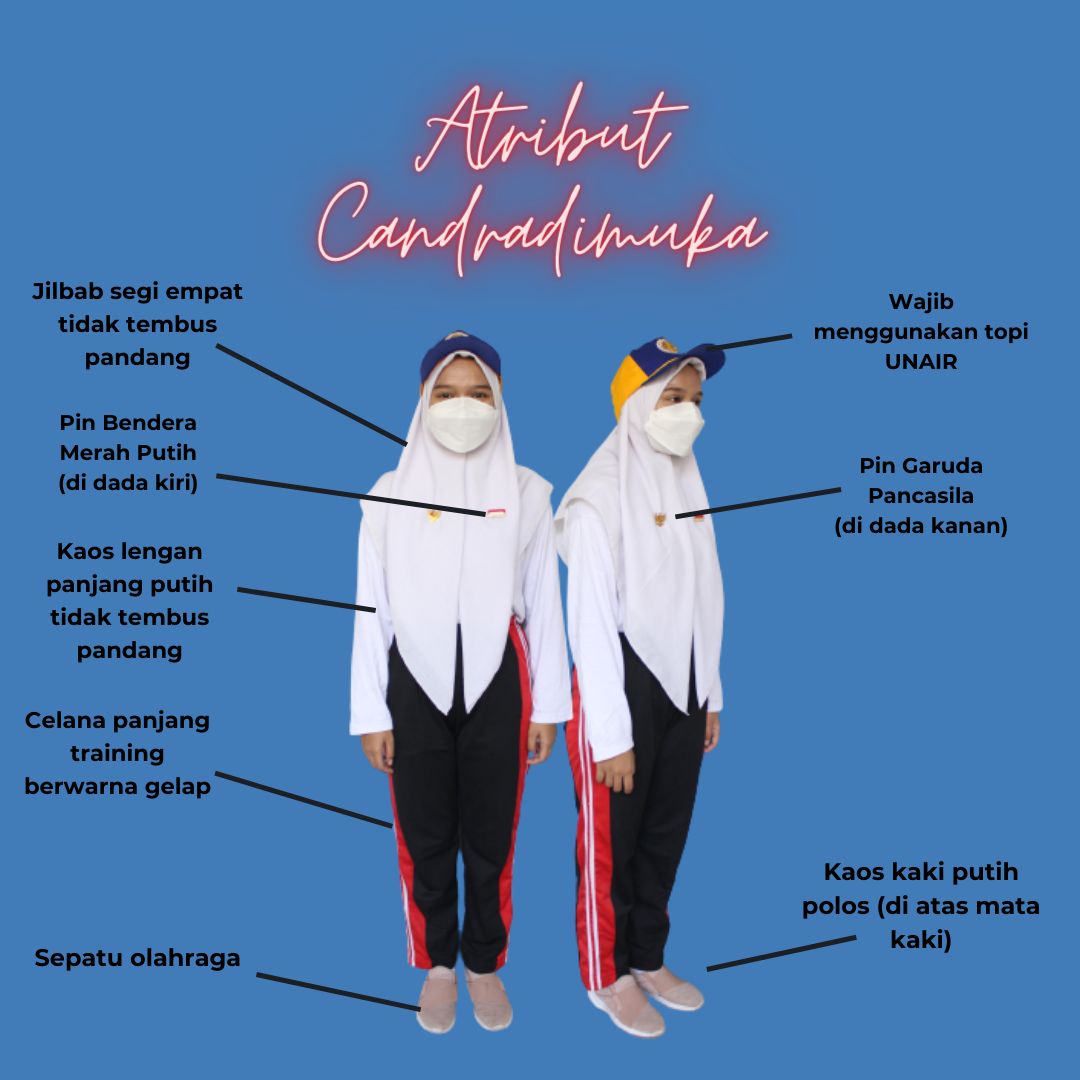 Atribut
Candradimuka
Jilbab segi empat
tidak tembus
pandang
Pin Bendera
Merah Putih
(di dada kiri)
Kaos lengan
panjang putih
tidak tembus
pandang
Celana panjang
training
berwarna gelap
Sepatu olahraga
Wajib
menggunakan topi
UNAIR
Pin Garuda
Pancasila
(di dada kanan)
Kaos kaki putih
polos (di atas mata
kaki)